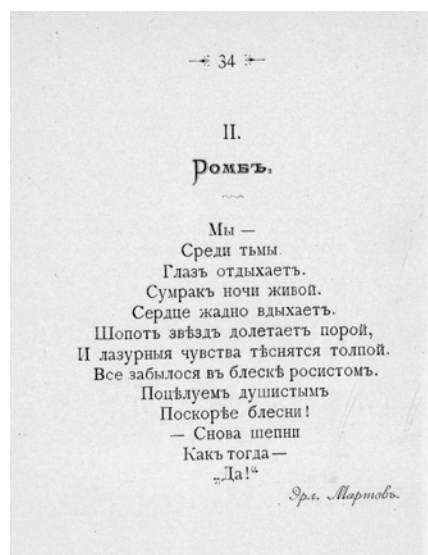 34
II.
Ромбъ.
Мы —
Среди тьмы.
Глазъ отдыхаетъ.
Сумракъ ночи живой.
Сердце жадно вдыхаетъ.
Шопотъ звѣздъ долетаетъ порой,
И лазурныя чувства тѣснятся толпой.
Все забылося въ блескѣ росистомъ.
Поцѣлуемъ душистымъ
Поскорѣе блесни!
— Снова шепни
Какъ тогда—
„Да!“
Эрл. Мартовъ.